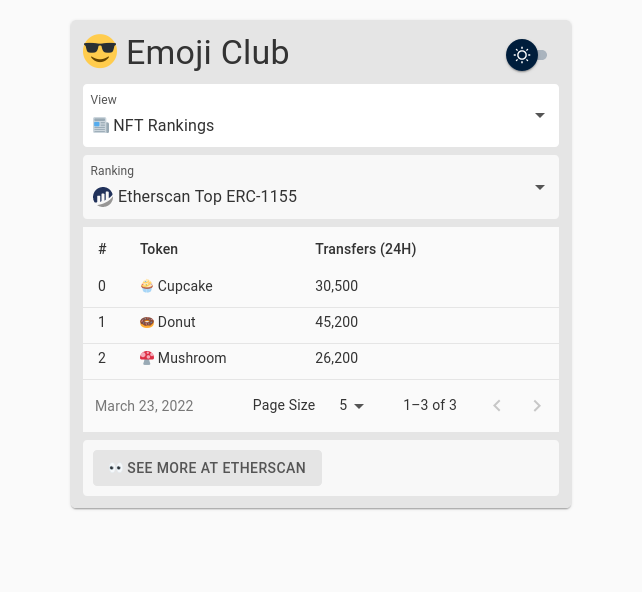 😎 Emoji Club
View
📰 NFT Rankings
Ranking
Etherscan Top ERC-1155
# Token Transfers (24H)
0 🧁 Cupcake 30,500
1 🍩 Donut 45,200
2 🍄 Mushroom 26,200
March 23, 2022 Page Size 5 1–3 of 3
👀 SEE MORE AT ETHERSCAN